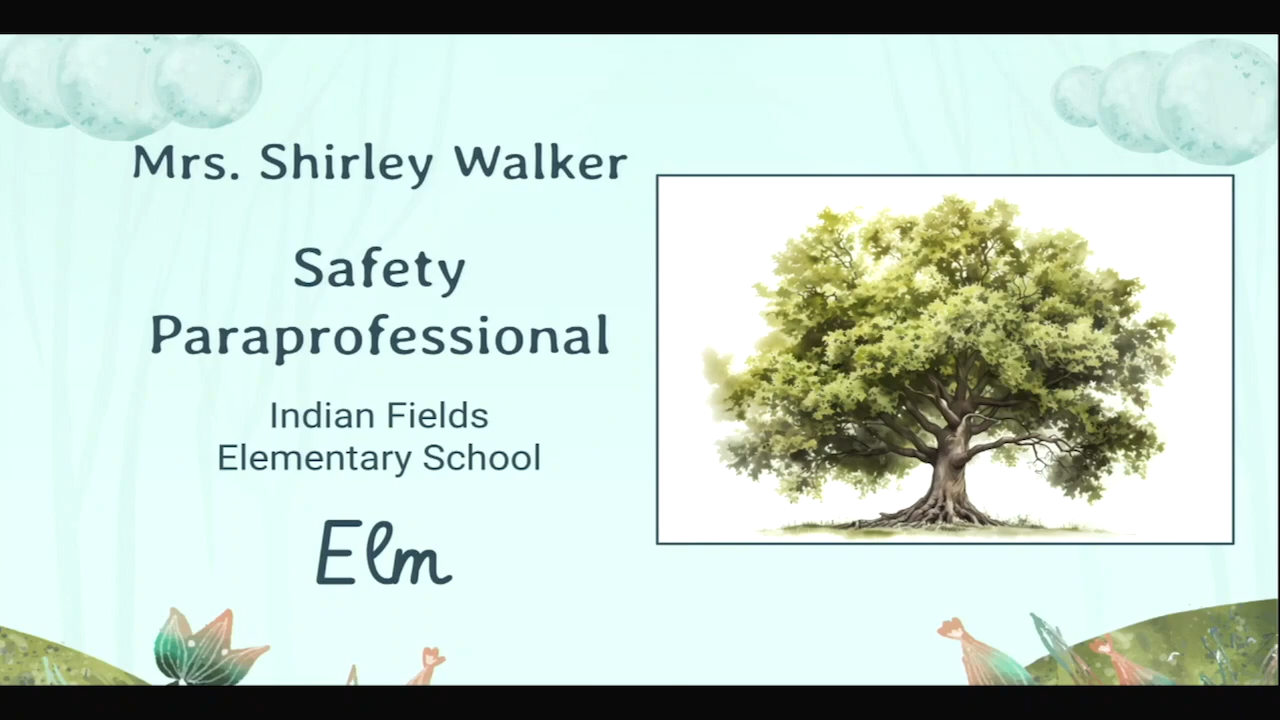 Mrs. Shirley Walker
Safety
Paraprofessional
Indian Fields
Elementary School
Elm